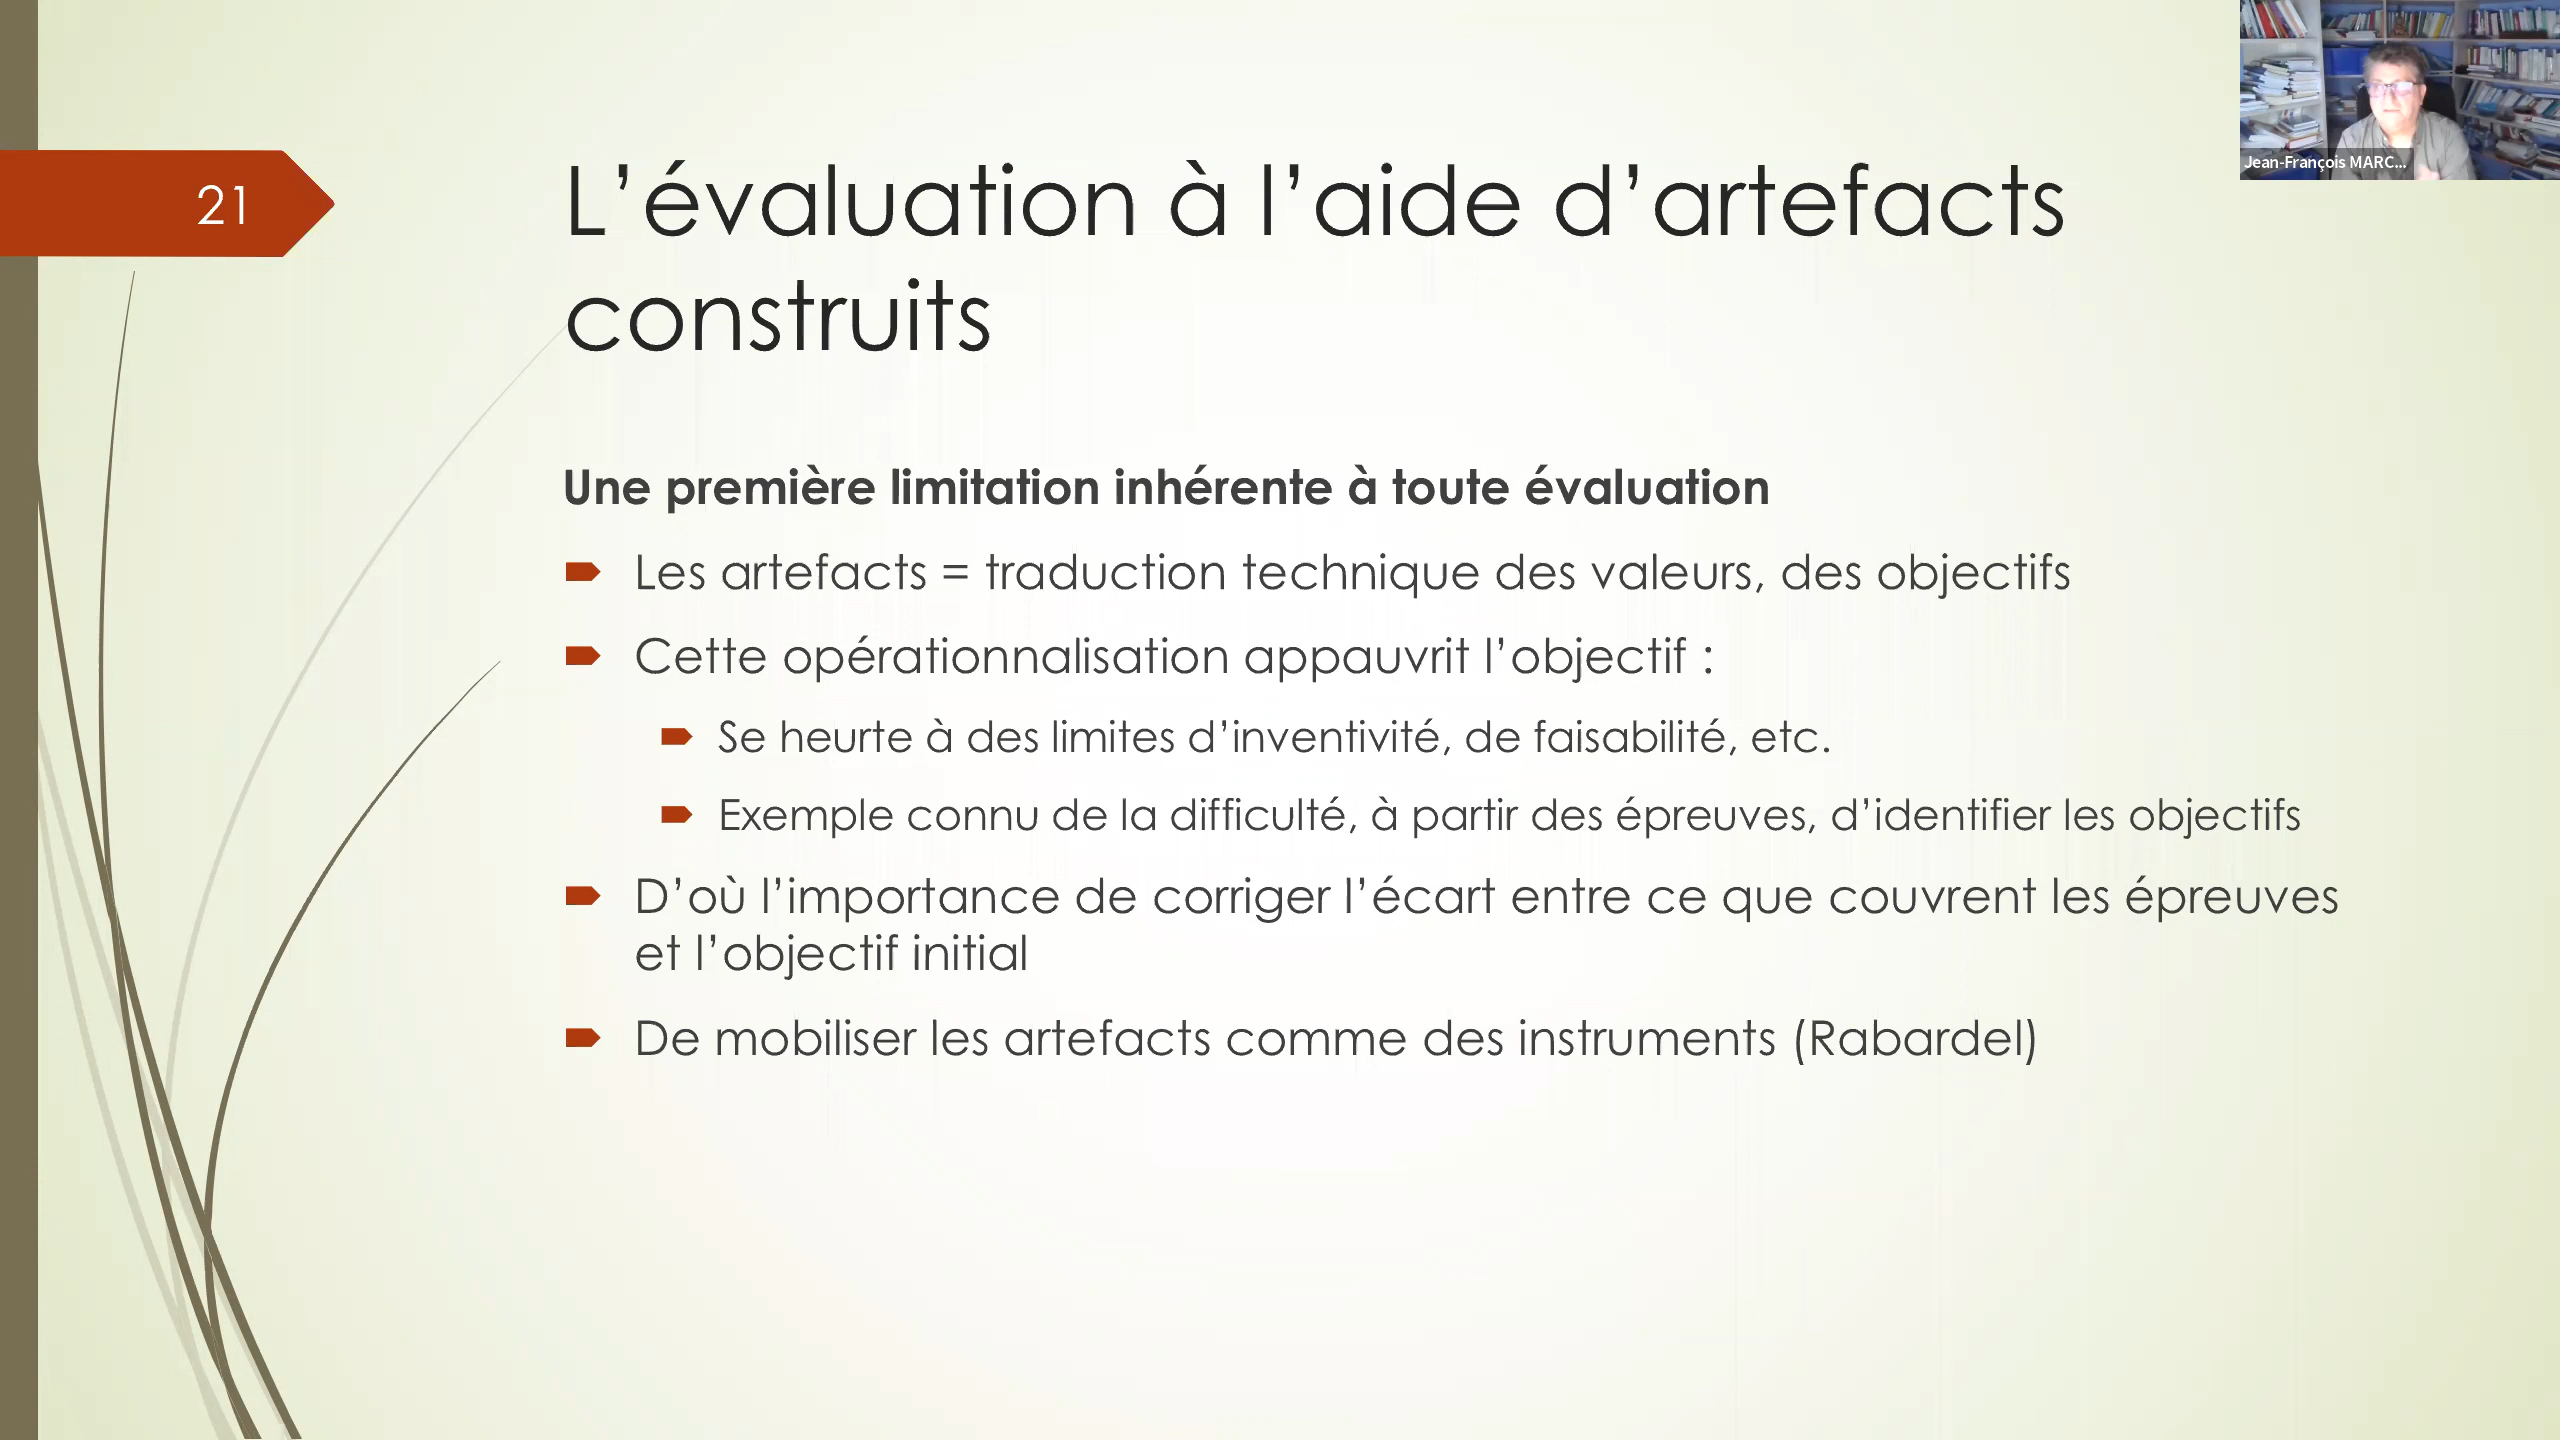 21
L’évaluation à l’aide d’artefacts
construits
Une première limitation inhérente à toute évaluation
Les artefacts = traduction technique des valeurs, des objectifs
Cette opérationnalisation appauvrit l’objectif :
Se heurte à des limites d’inventivité, de faisabilité, etc.
Exemple connu de la difficulté, à partir des épreuves, d’identifier les objectifs
D’où l’importance de corriger l’écart entre ce que couvrent les épreuves
et l’objectif initial
De mobiliser les artefacts comme des instruments (Rabardel)
Jean-François MARC...